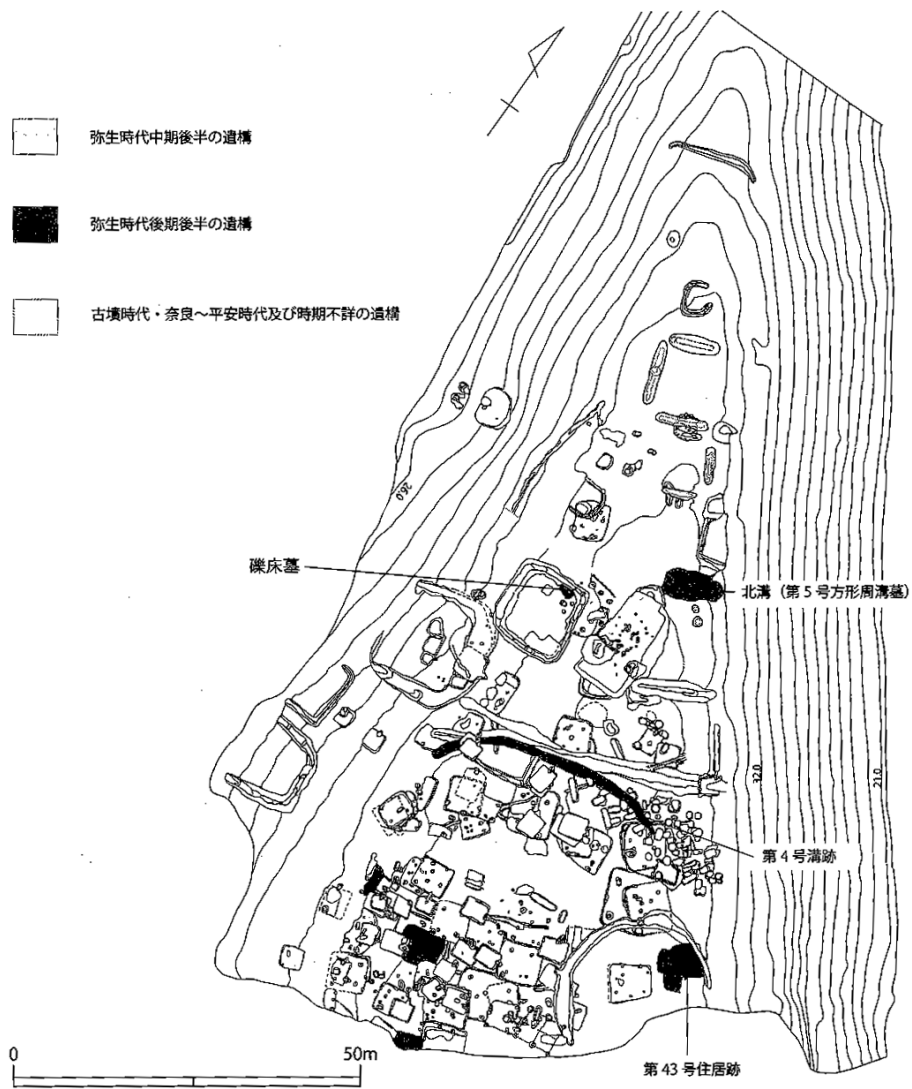 弥生時代中期後半の遺構
弥生時代後期後半の遺構
古墳時代・奈良～平安時代及び時期不詳の遺構
26.0
礫床墓
北溝（第5号方形周溝墓）
32.0
21.0
第4号溝跡
第43号住居跡
0
50m